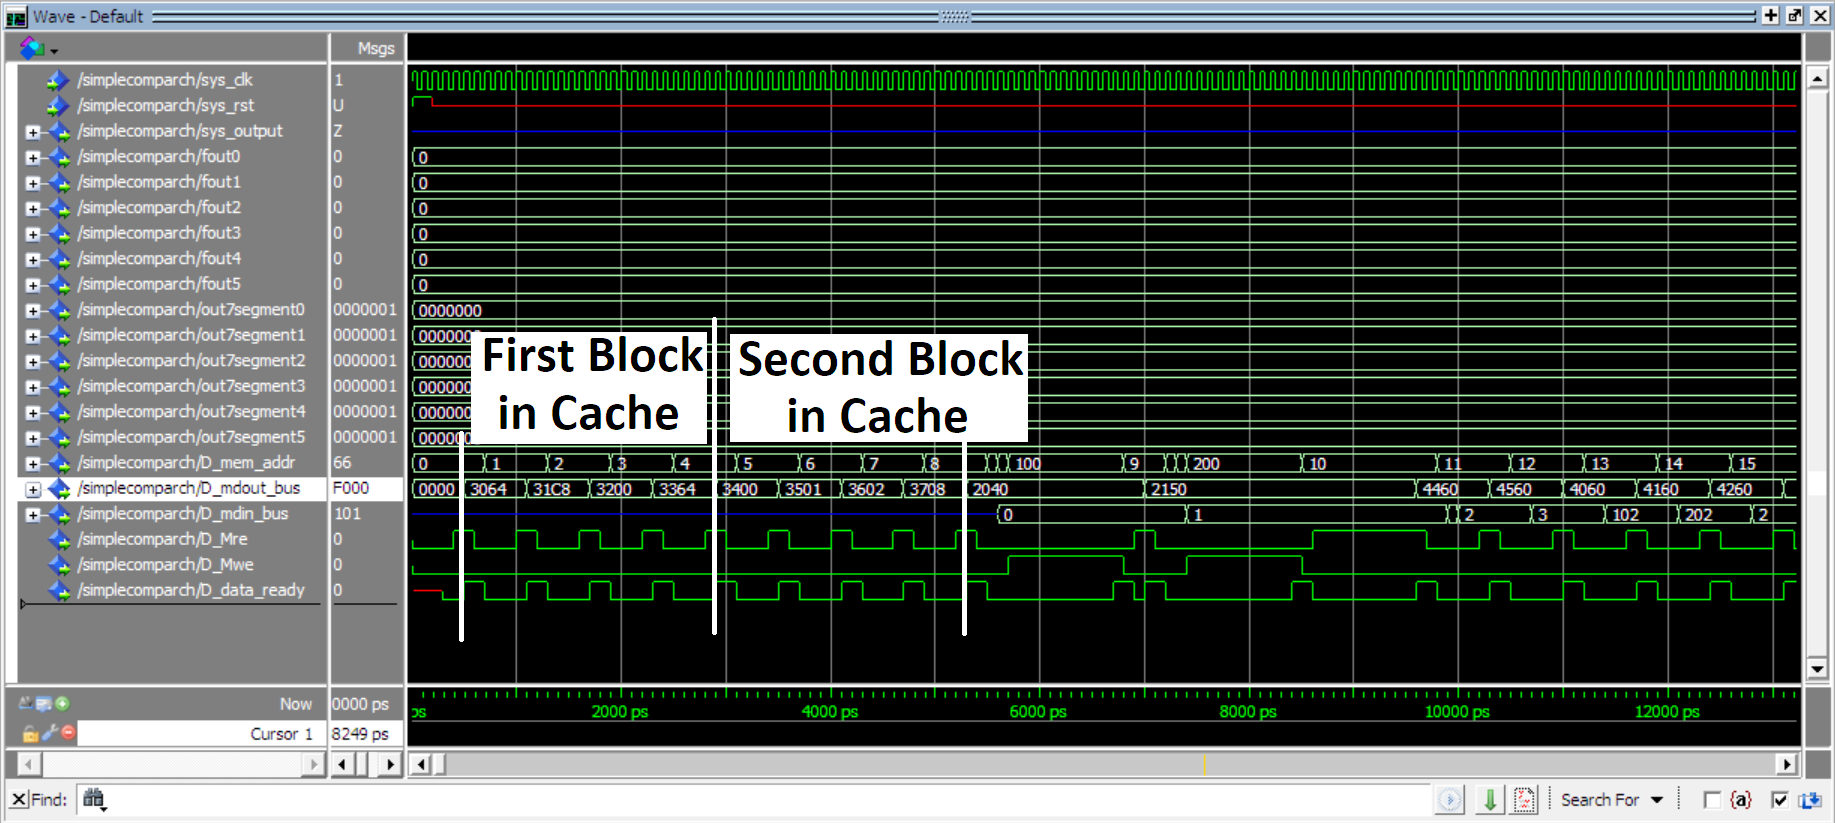 Wave - Default
Msgs
/simplecomparch/sys_clk 1
/simplecomparch/sys_rst U
/simplecomparch/sys_output Z
/simplecomparch/fout0 0 0
/simplecomparch/fout1 0 0
/simplecomparch/fout2 0 0
/simplecomparch/fout3 0 0
/simplecomparch/fout4 0 0
/simplecomparch/fout5 0 0
/simplecomparch/out7segment0 0000001 0000000
/simplecomparch/out7segment1 0000001
/simplecomparch/out7segment2 0000001
/simplecomparch/out7segment3 0000001
/simplecomparch/out7segment4 0000001
/simplecomparch/out7segment5 0000001
First Block
in Cache
Second Block
in Cache
/simplecomparch/D_mem_addr 66 0 1 2 3 4 5 6 7 8 100 9 200 10 11 12 13 14 15
/simplecomparch/D_mdout_bus F000 0000 3064 31C8 3200 3364 3400 3501 3602 3708 2040 2150 4460 4560 4060 4160 4260
/simplecomparch/D_mdin_bus 101 0 1 2 3 102 202 2
/simplecomparch/D_Mre 0
/simplecomparch/D_Mwe 0
/simplecomparch/D_data_ready 0
Now 0000 ps
2000 ps 4000 ps 6000 ps 8000 ps 10000 ps 12000 ps
Cursor 1 8249 ps
Find: Search For {a}